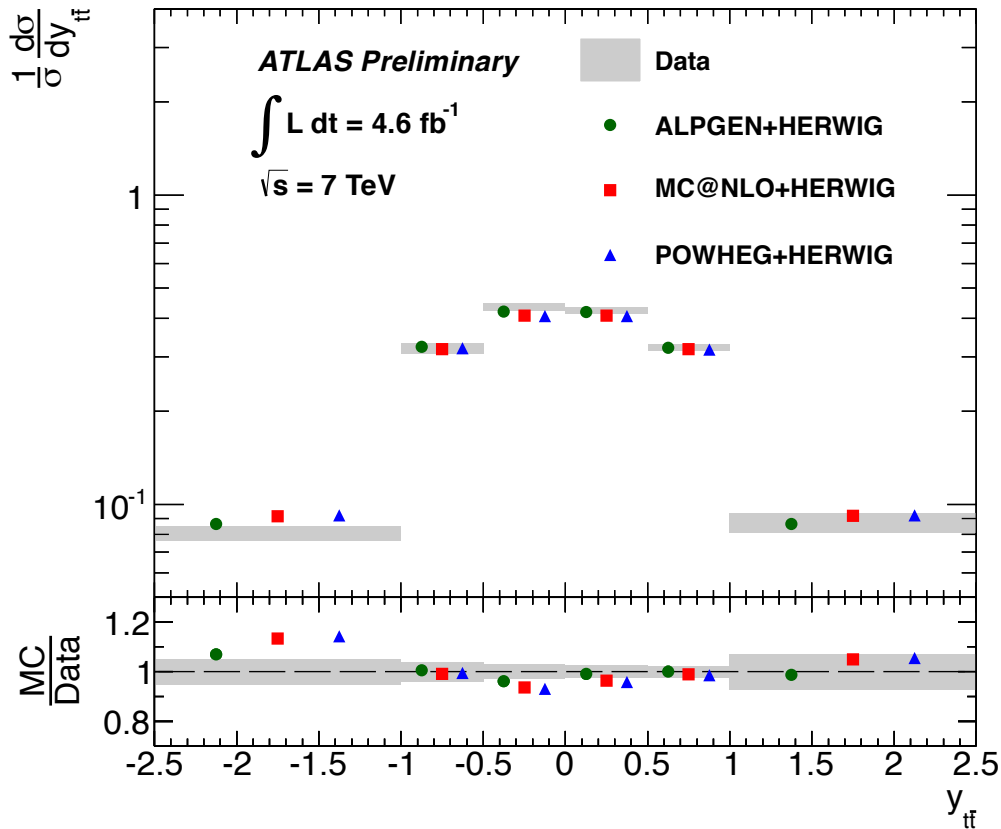 1/σ dσ/dy_tt̄
ATLAS Preliminary
∫ L dt = 4.6 fb⁻¹
√s = 7 TeV
Data
ALPGEN+HERWIG
MC@NLO+HERWIG
POWHEG+HERWIG
1
10⁻¹
MC/Data
1.2
1
0.8
-2.5 -2 -1.5 -1 -0.5 0 0.5 1 1.5 2 2.5
y_tt̄